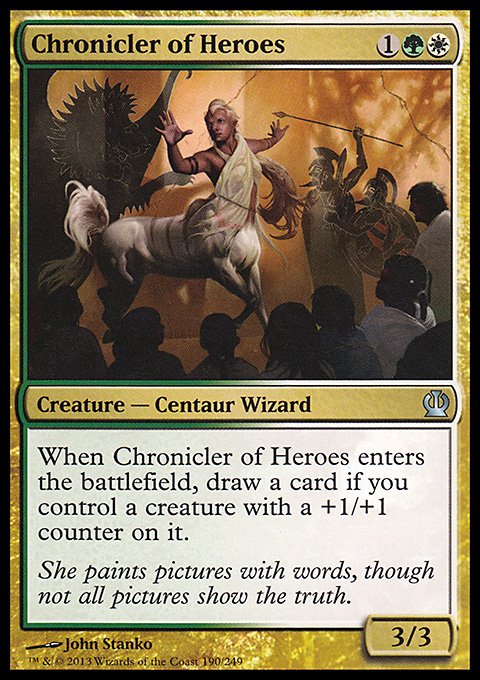 Chronicler of Heroes 1
Creature — Centaur Wizard
When Chronicler of Heroes enters
the battlefield, draw a card if you
control a creature with a +1/+1
counter on it.
She paints pictures with words, though
not all pictures show the truth.
3/3
John Stanko
™ & © 2013 Wizards of the Coast 190/249